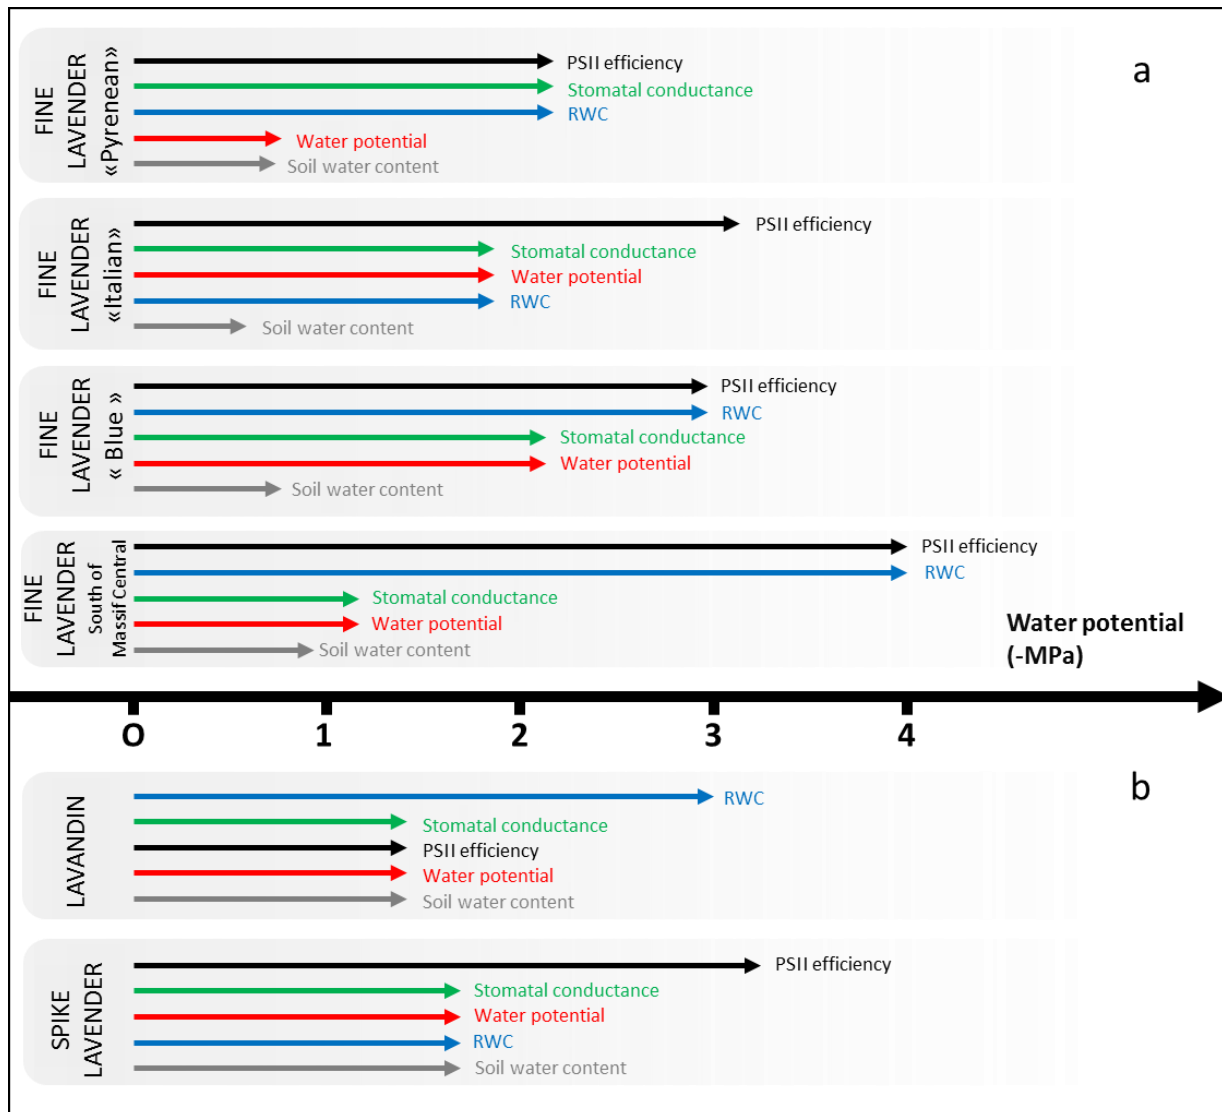 a
FINE
LAVENDER
«Pyrenean»
PSII efficiency
Stomatal conductance
RWC
Water potential
Soil water content
FINE
LAVENDER
«Italian»
PSII efficiency
Stomatal conductance
Water potential
RWC
Soil water content
FINE
LAVENDER
« Blue »
PSII efficiency
RWC
Stomatal conductance
Water potential
Soil water content
FINE
LAVENDER
South of
Massif Central
PSII efficiency
RWC
Stomatal conductance
Water potential
Soil water content
Water potential
(-MPa)
O 1 2 3 4
b
LAVANDIN
RWC
Stomatal conductance
PSII efficiency
Water potential
Soil water content
SPIKE
LAVENDER
PSII efficiency
Stomatal conductance
Water potential
RWC
Soil water content